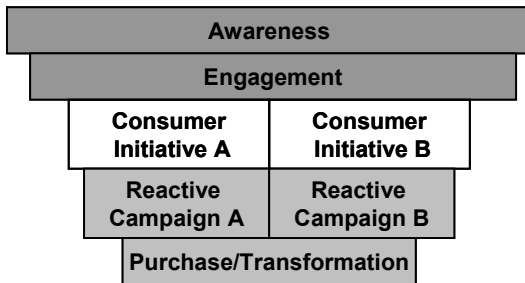 Awareness
Engagement
Consumer
Initiative A
Consumer
Initiative B
Reactive
Campaign A
Reactive
Campaign B
Purchase/Transformation